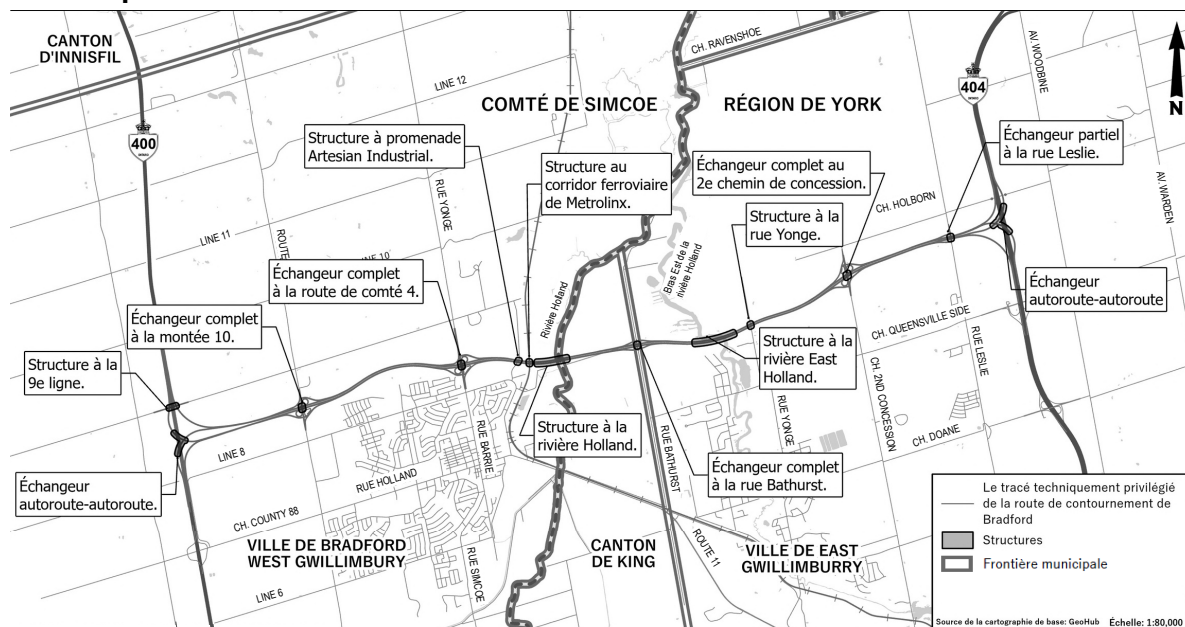 CANTON
D'INNISFIL
400
LINE 12
COMTÉ DE SIMCOE
RÉGION DE YORK
CH. RAVENSHOE
404
AV. WOODBINE
N
Structure à promenade
Artesian Industrial.
Structure au
corridor ferroviaire
de Metrolinx.
Échangeur complet au
2e chemin de concession.
Échangeur partiel
à la rue Leslie.
RUE YONGE
AV. WARDEN
CH. HOLBORN
Structure à la
rue Yonge.
LINE 11
ROUTE
10
Échangeur complet
à la route de comté 4.
Bras Est de la
rivière Holland
Échangeur
autoroute-autoroute
Échangeur complet
à la montée 10.
Rivière Holland
CH. QUEENSVILLE SIDE
RUE LESLIE
Structure à la
9e ligne.
Structure à la
rivière East
Holland.
CH. 2ND CONCESSION
RUE YONGE
CH. DOANE
Structure à la
rivière Holland.
RUE BARRIE
RUE BATHURST
LINE 8
RUE HOLLAND
Échangeur complet
à la rue Bathurst.
Échangeur
autoroute-autoroute.
CH. COUNTY 88
VILLE DE BRADFORD
WEST GWILLIMBURY
RUE SIMCOE
CANTON
DE KING
ROUTE 11
VILLE DE EAST
GWILLIMBURRY
LINE 6
Le tracé techniquement privilégié
de la route de contournement de
Bradford
Structures
Frontière municipale
Source de la cartographie de base: GeoHub Échelle: 1:80,000